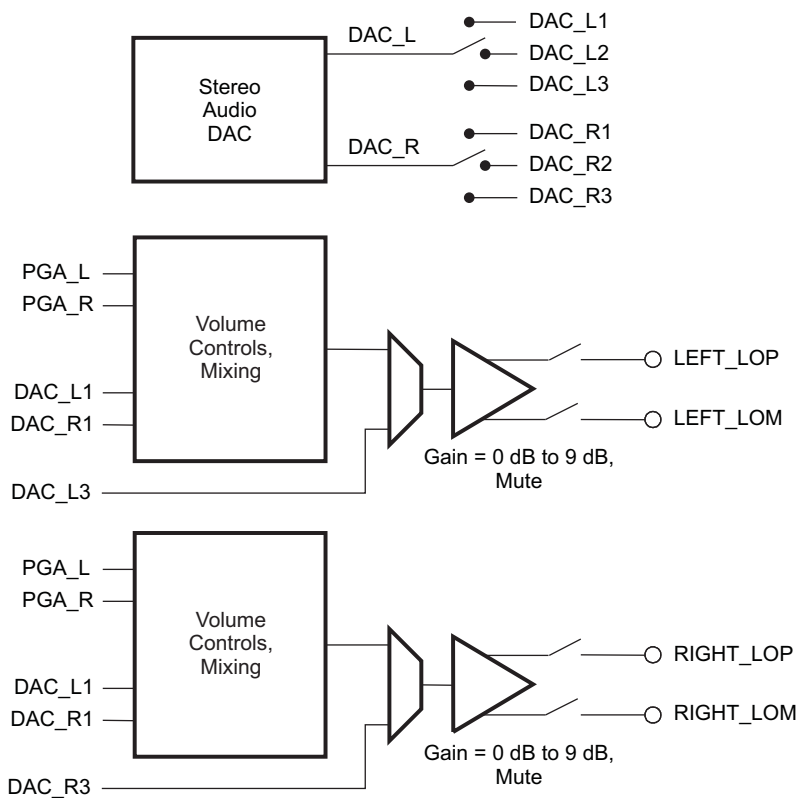 DAC_L
DAC_L1
DAC_L2
DAC_L3
Stereo
Audio
DAC
DAC_R
DAC_R1
DAC_R2
DAC_R3
PGA_L
PGA_R
DAC_L1
DAC_R1
DAC_L3
Volume
Controls,
Mixing
LEFT_LOP
LEFT_LOM
Gain = 0 dB to 9 dB,
Mute
PGA_L
PGA_R
DAC_L1
DAC_R1
DAC_R3
Volume
Controls,
Mixing
RIGHT_LOP
RIGHT_LOM
Gain = 0 dB to 9 dB,
Mute